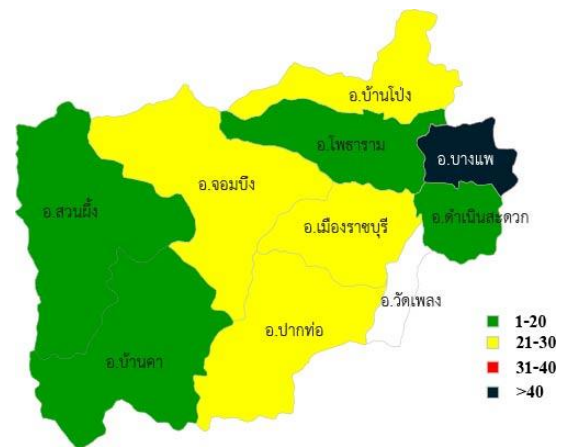 อ.บ้านโป่ง
อ.โพธาราม
อ.บางแพ
อ.จอมบึง
อ.สวนผึ้ง
อ.ดำเนินสะดวก
อ.เมืองราชบุรี
อ.วัดเพลง
อ.ปากท่อ
อ.บ้านคา
1-20
21-30
31-40
>40